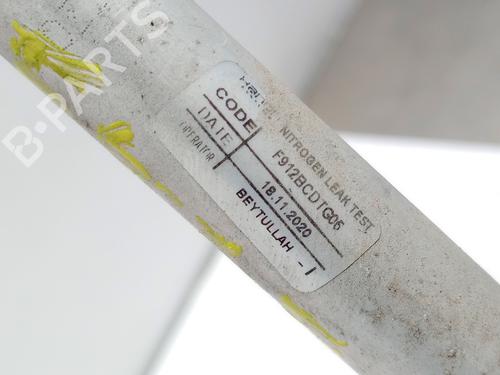 NITROGEN LEAK TEST
CODE F912BCDTG06
DATE 18.11.2020
OPERATOR BEYTULLAH - I
B-PARTS